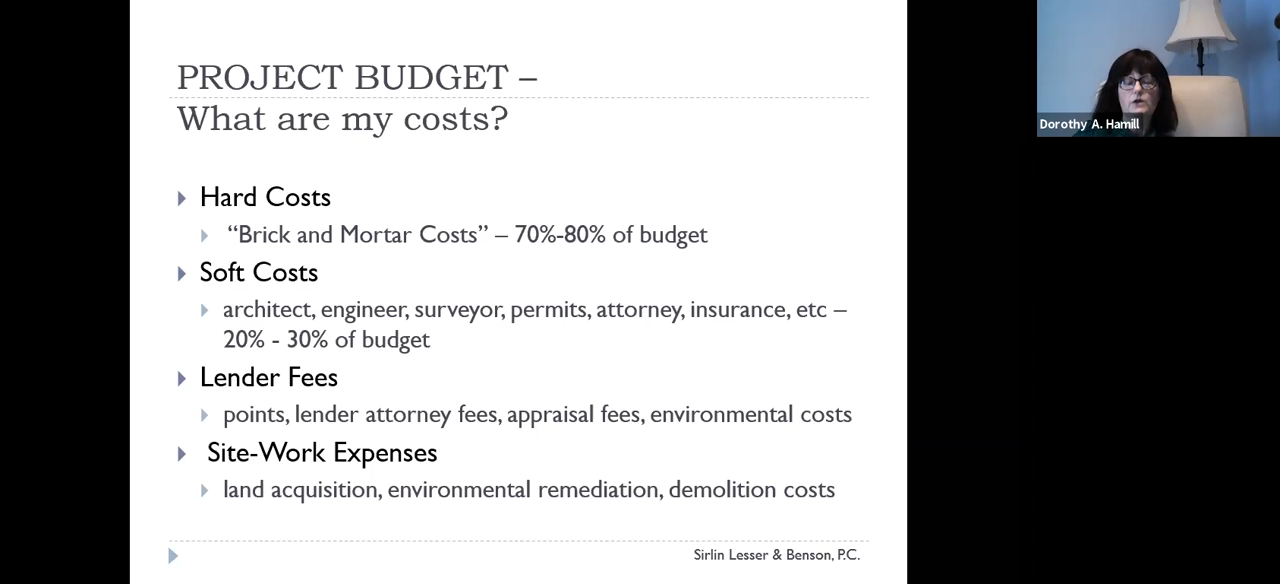 PROJECT BUDGET –
What are my costs?
Hard Costs
“Brick and Mortar Costs” – 70%-80% of budget
Soft Costs
architect, engineer, surveyor, permits, attorney, insurance, etc –
20% - 30% of budget
Lender Fees
points, lender attorney fees, appraisal fees, environmental costs
Site-Work Expenses
land acquisition, environmental remediation, demolition costs
Sirlin Lesser & Benson, P.C.
Dorothy A. Hamill